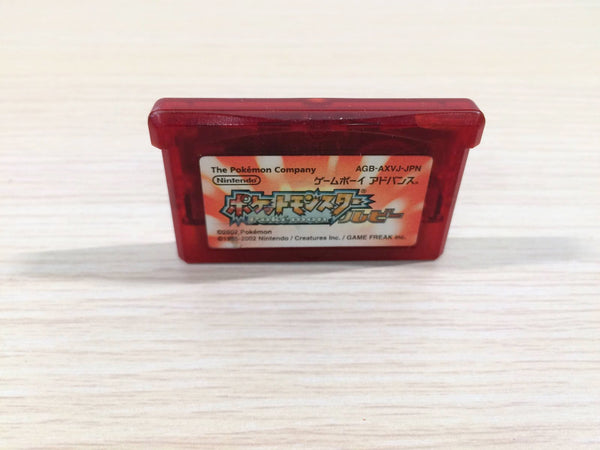 The Pokémon Company
AGB-AXVJ-JPN
Nintendo
ゲームボーイ アドバンス®
ポケットモンスター
ルビー
©2002 Pokémon
©1995-2002 Nintendo / Creatures Inc. / GAME FREAK inc.